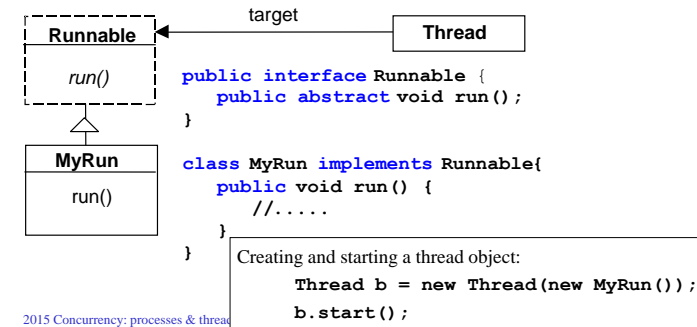 target
Runnable
Thread
run()
public interface Runnable {
public abstract void run();
}
MyRun
run()
class MyRun implements Runnable{
public void run() {
//.....
}
}
Creating and starting a thread object:
Thread b = new Thread(new MyRun());
b.start();
2015 Concurrency: processes &